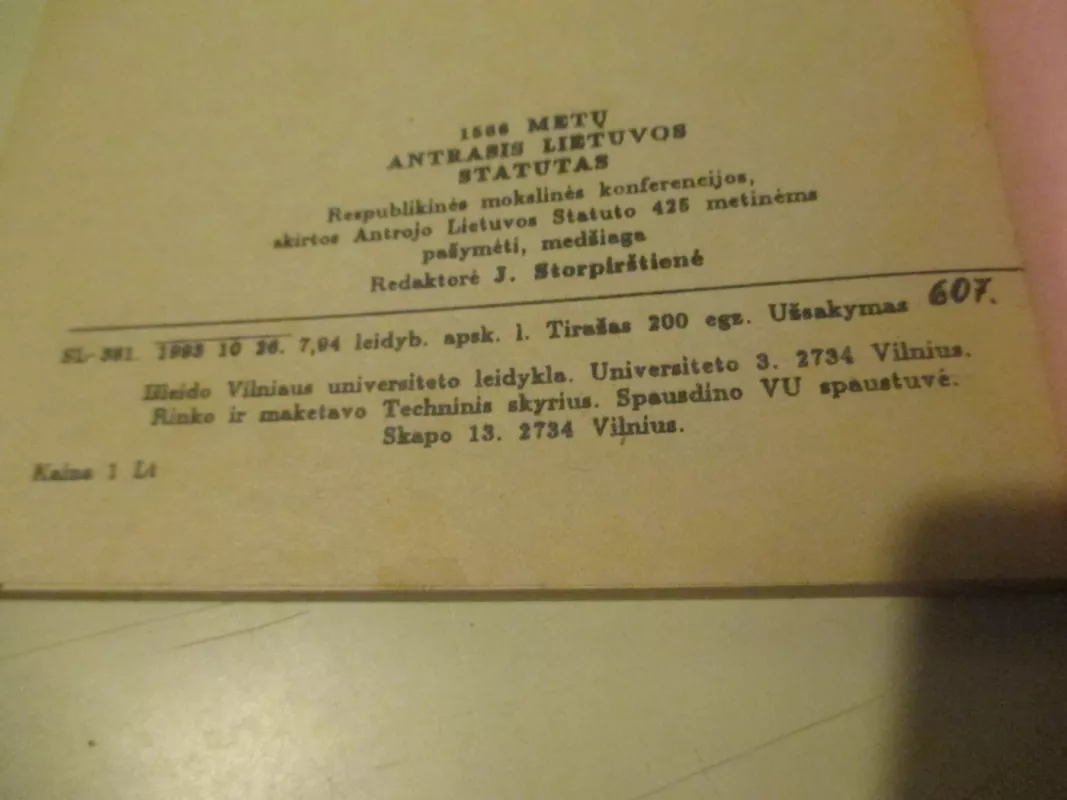 1566 METŲ
ANTRASIS LIETUVOS
STATUTAS
Respublikinės mokslinės konferencijos,
skirtos Antrojo Lietuvos Statuto 425 metinėms
pažymėti, medžiaga
Redaktorė J. Storpirštienė
SL-381. 1993 10 26. 7,94 leidyb. apsk. l. Tiražas 200 egz. Užsakymas 607.
Išleido Vilniaus universiteto leidykla. Universiteto 3. 2734 Vilnius.
Rinko ir maketavo Techninis skyrius. Spausdino VU spaustuvė.
Skapo 13. 2734 Vilnius.
Kaina 1 Lt